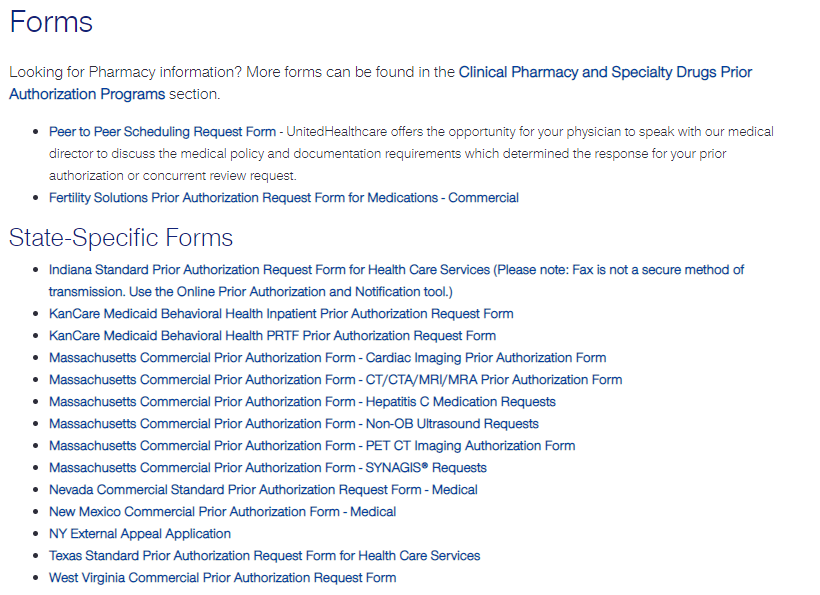 Forms
Looking for Pharmacy information? More forms can be found in the Clinical Pharmacy and Specialty Drugs Prior
Authorization Programs section.
• Peer to Peer Scheduling Request Form - UnitedHealthcare offers the opportunity for your physician to speak with our medical
director to discuss the medical policy and documentation requirements which determined the response for your prior
authorization or concurrent review request.
• Fertility Solutions Prior Authorization Request Form for Medications - Commercial
State-Specific Forms
• Indiana Standard Prior Authorization Request Form for Health Care Services (Please note: Fax is not a secure method of
transmission. Use the Online Prior Authorization and Notification tool.)
• KanCare Medicaid Behavioral Health Inpatient Prior Authorization Request Form
• KanCare Medicaid Behavioral Health PRTF Prior Authorization Request Form
• Massachusetts Commercial Prior Authorization Form - Cardiac Imaging Prior Authorization Form
• Massachusetts Commercial Prior Authorization Form - CT/CTA/MRI/MRA Prior Authorization Form
• Massachusetts Commercial Prior Authorization Form - Hepatitis C Medication Requests
• Massachusetts Commercial Prior Authorization Form - Non-OB Ultrasound Requests
• Massachusetts Commercial Prior Authorization Form - PET CT Imaging Authorization Form
• Massachusetts Commercial Prior Authorization Form - SYNAGIS® Requests
• Nevada Commercial Standard Prior Authorization Request Form - Medical
• New Mexico Commercial Prior Authorization Form - Medical
• NY External Appeal Application
• Texas Standard Prior Authorization Request Form for Health Care Services
• West Virginia Commercial Prior Authorization Request Form